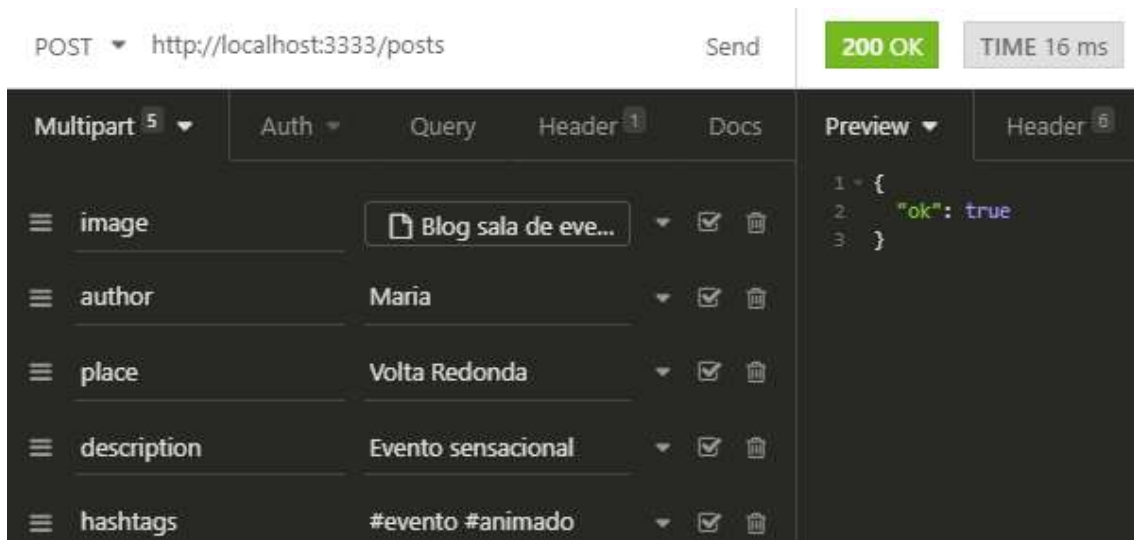 POST http://localhost:3333/posts Send 200 OK TIME 16 ms
Multipart 5 Auth Query Header 1 Docs Preview Header 6
1 {
2 "ok": true
3 }
image Blog sala de eve...
author Maria
place Volta Redonda
description Evento sensacional
hashtags #evento #animado